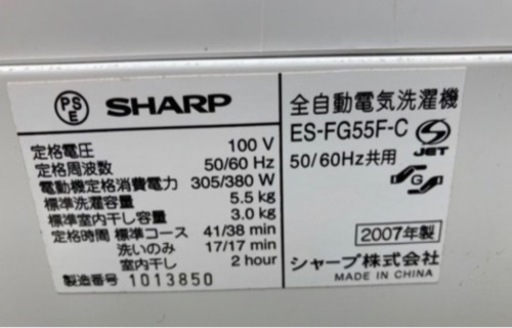 PSE SHARP
定格電圧 100 V
定格周波数 50/60 Hz
電動機定格消費電力 305/380 W
標準洗濯容量 5.5 kg
標準室内干し容量 3.0 kg
定格時間 標準コース 41/38 min
洗いのみ 17/17 min
室内干し 2 hour
製造番号 1013850
全自動電気洗濯機
ES-FG55F-C
JET
50/60Hz共用
G
2007年製
シャープ株式会社
MADE IN CHINA